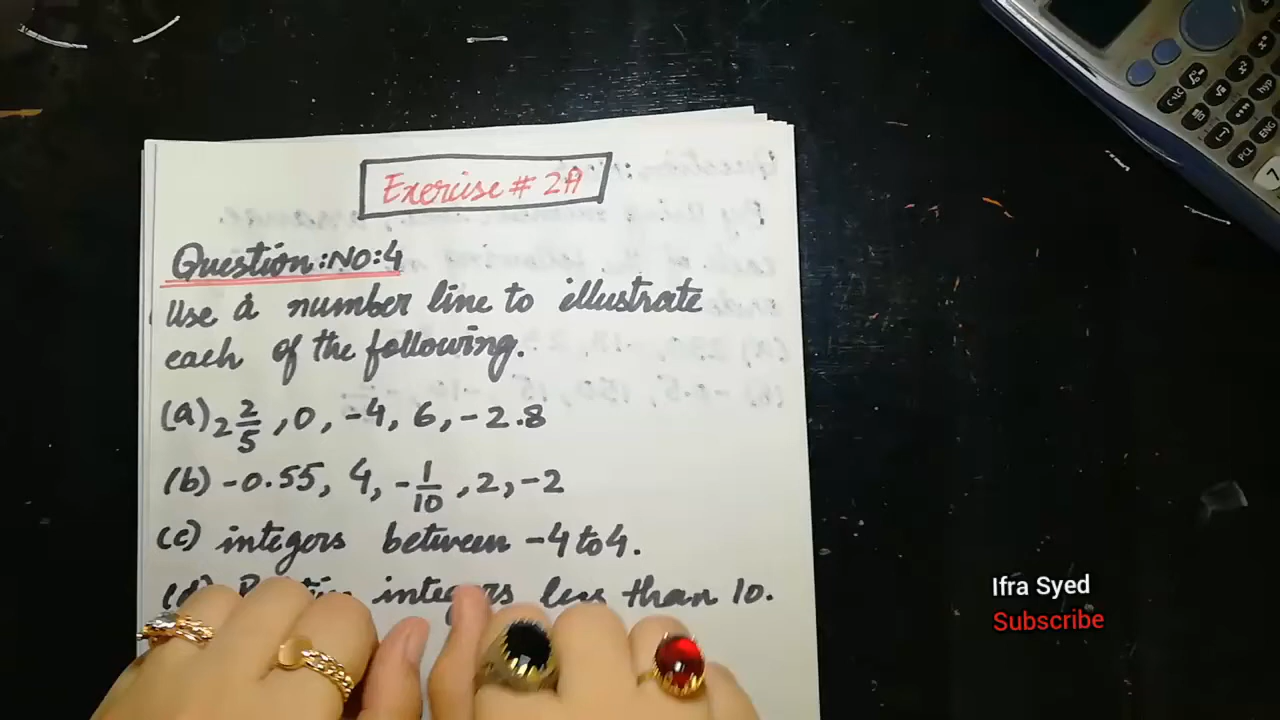 Exercise # 2A
Question:NO:4
Use a number line to illustrate
each of the following.
(a) 2 2/5, 0, -4, 6, -2.8
(b) -0.55, 4, -1/10, 2, -2
(c) integers between -4 to 4.
(d) integers less than 10.
Ifra Syed
Subscribe